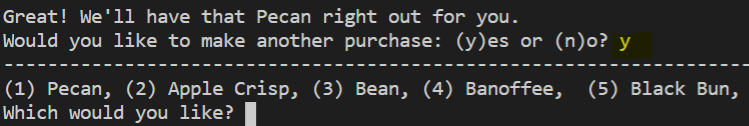 Great! We'll have that Pecan right out for you.
Would you like to make another purchase: (y)es or (n)o? y
--------------------------------------------------------------------
(1) Pecan, (2) Apple Crisp, (3) Bean, (4) Banoffee,  (5) Black Bun,
Which would you like?